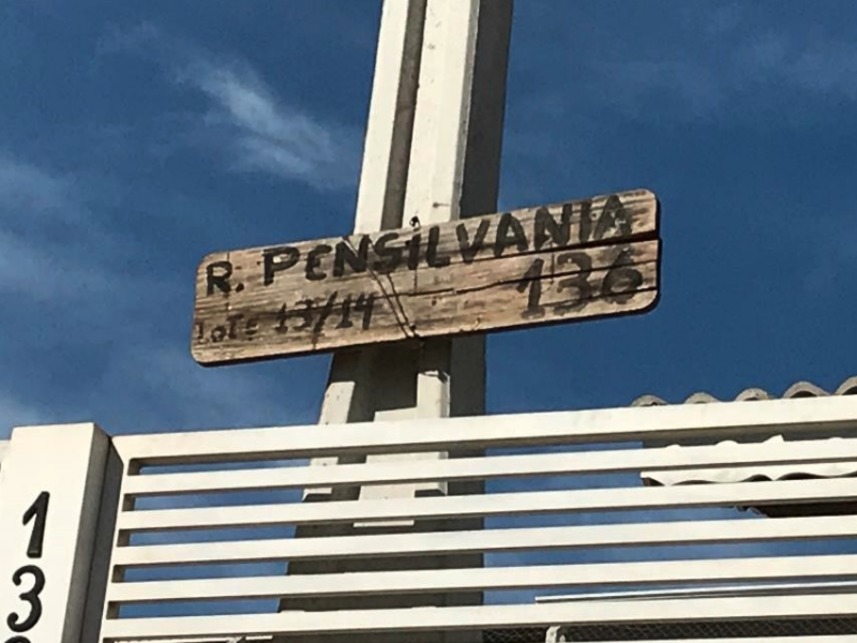 R. PENSILVANIA
LOTE 13/14 136
1
3